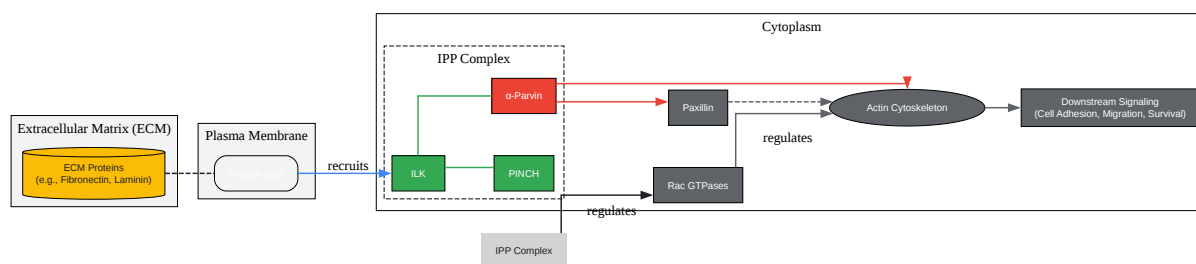 Cytoplasm
IPP Complex
α-Parvin
Paxillin
Actin Cytoskeleton
Downstream Signaling
(Cell Adhesion, Migration, Survival)
Extracellular Matrix (ECM)
Plasma Membrane
regulates
ECM Proteins
(e.g., Fibronectin, Laminin)
recruits
ILK
PINCH
Rac GTPases
regulates
IPP Complex